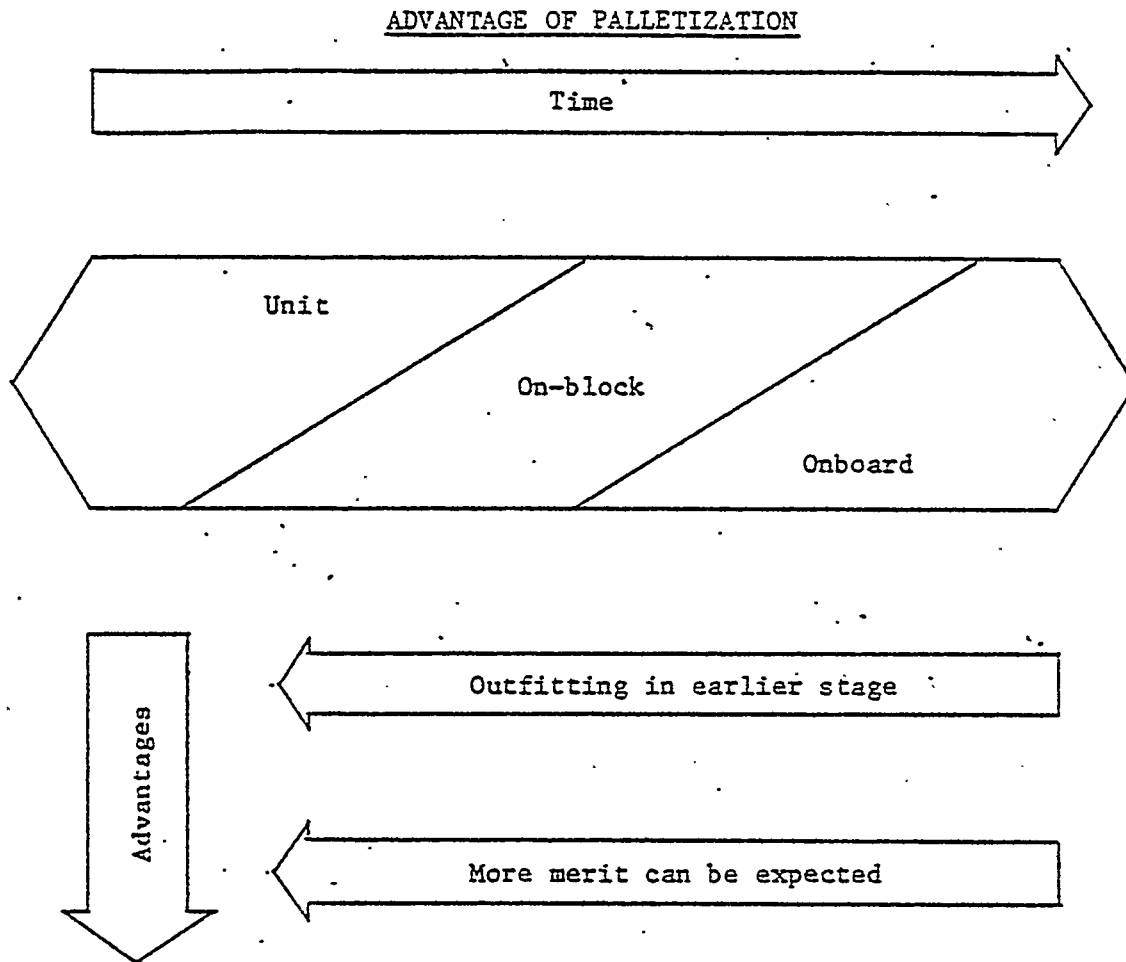 ADVANTAGE OF PALLETIZATION
Time
Unit
On-block
Onboard
Outfitting in earlier stage
Advantages
More merit can be expected